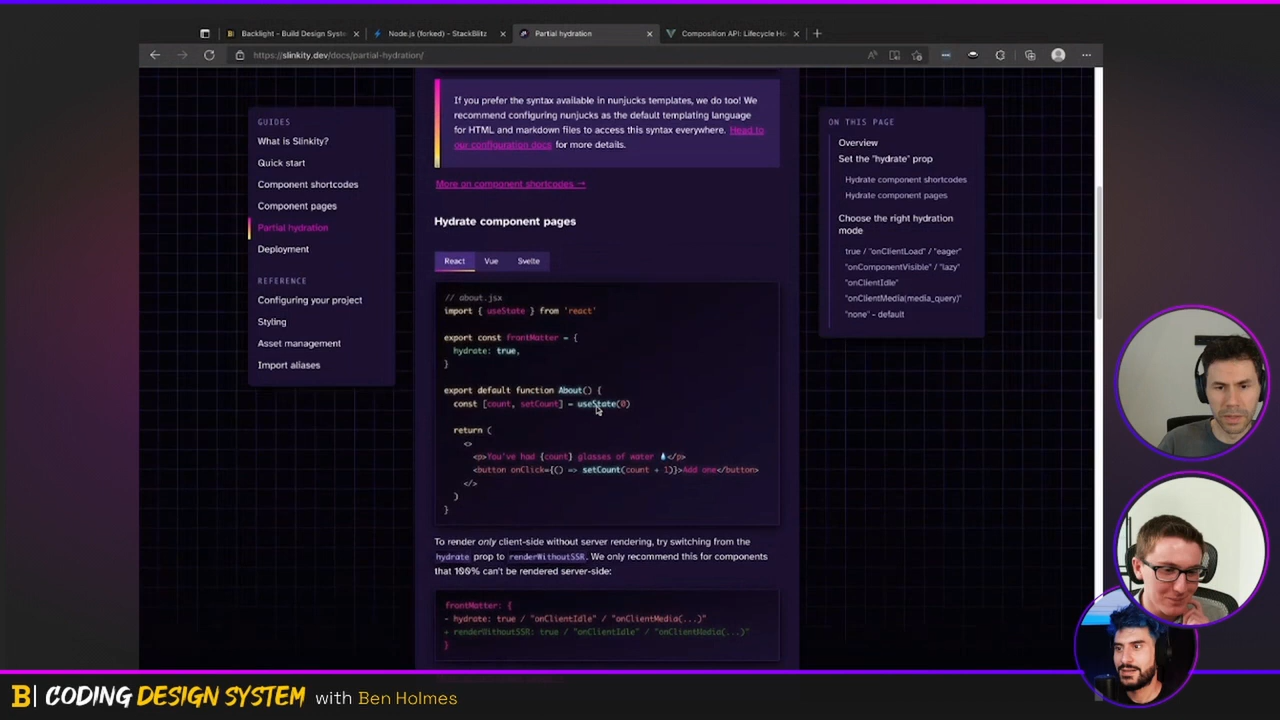 Backlight – Build Design Syste
Node.js (forked) - StackBlitz
Partial hydration
Composition API: Lifecycle Ho
https://slinkity.dev/docs/partial-hydration/
GUIDES
What is Slinkity?
Quick start
Component shortcodes
Component pages
Partial hydration
Deployment
REFERENCE
Configuring your project
Styling
Asset management
Import aliases
If you prefer the syntax available in nunjucks templates, we do too! We
recommend configuring nunjucks as the default templating language
for HTML and markdown files to access this syntax everywhere. Head to
our configuration docs for more details.
More on component shortcodes →
Hydrate component pages
React Vue Svelte
// about.jsx
import { useState } from 'react'
export const frontMatter = {
hydrate: true,
}
export default function About() {
const [count, setCount] = useState(0)
return (
<>
<p>You've had {count} glasses of water 💧</p>
<button onClick={() => setCount(count + 1)}>Add one</button>
</>
)
}
To render only client-side without server rendering, try switching from the
hydrate prop to renderWithoutSSR. We only recommend this for components
that 100% can't be rendered server-side:
frontMatter: {
- hydrate: true / "onClientIdle" / "onClientMedia(...)"
+ renderWithoutSSR: true / "onClientIdle" / "onClientMedia(...)"
}
ON THIS PAGE
Overview
Set the "hydrate" prop
Hydrate component shortcodes
Hydrate component pages
Choose the right hydration
mode
true / "onClientLoad" / "eager"
"onComponentVisible" / "lazy"
"onClientIdle"
"onClientMedia(media_query)"
"none" – default
B| CODING DESIGN SYSTEM with Ben Holmes